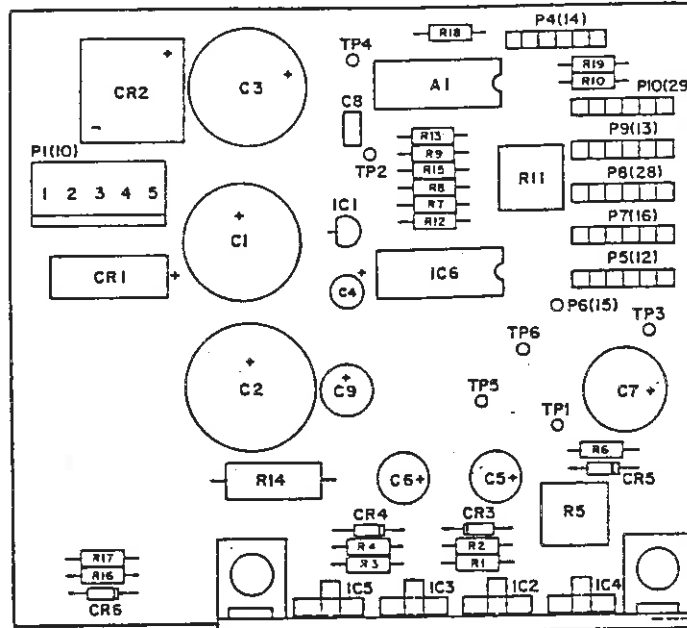 R18 P4(14)
TP4
R19
CR2 C3 A1 R10
+ + P10(29
- C8
P1(10) R13 P9(13)
R9
TP2 R15 R11 P8(28)
1 2 3 4 5 R8
IC1 R7 P7(16)
+ R12
C1
CR1 + + IC6 P5(12)
C4
P6(15)
TP3
TP6
+ +
C2 C9 TP5 C7+
TP1
R6
R14 C6+ C5+ CR5
CR4 CR3 R5
R4 R2
R17 R3 R1
R16
CR6 IC5 IC3 IC2 IC4